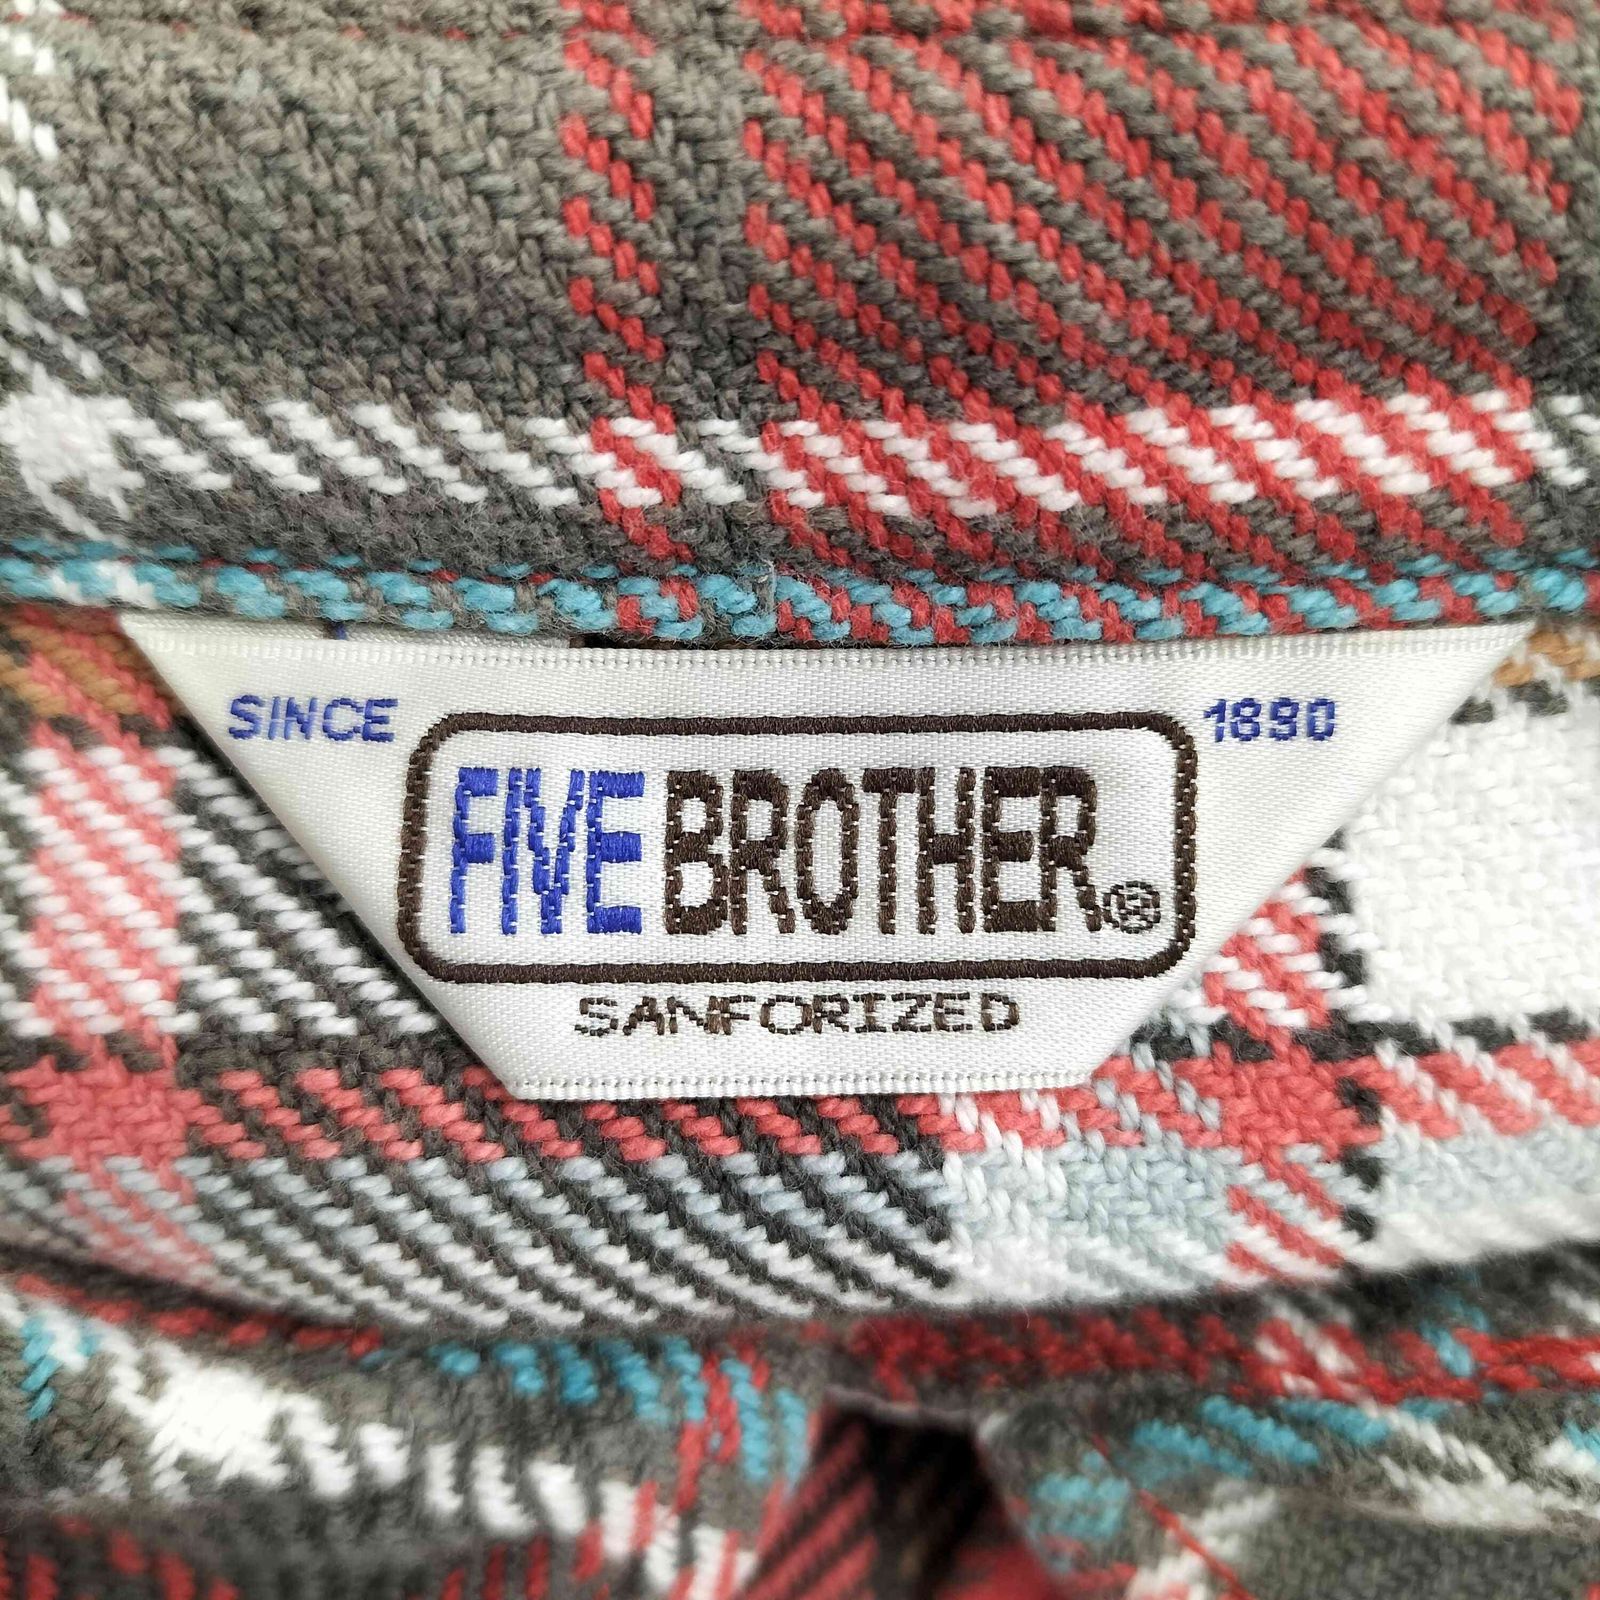 SINCE 1890
FIVE BROTHER®
SANFORIZED